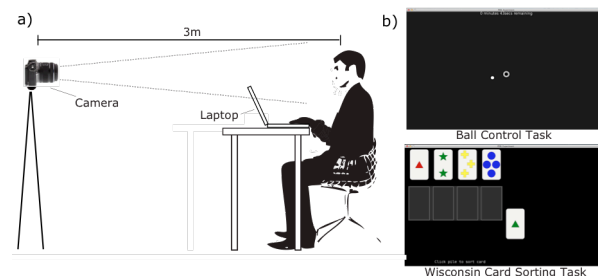 a)
3m
Camera
Laptop
b)
Ball Control Task
Click pile to sort card
Wisconsin Card Sorting Task